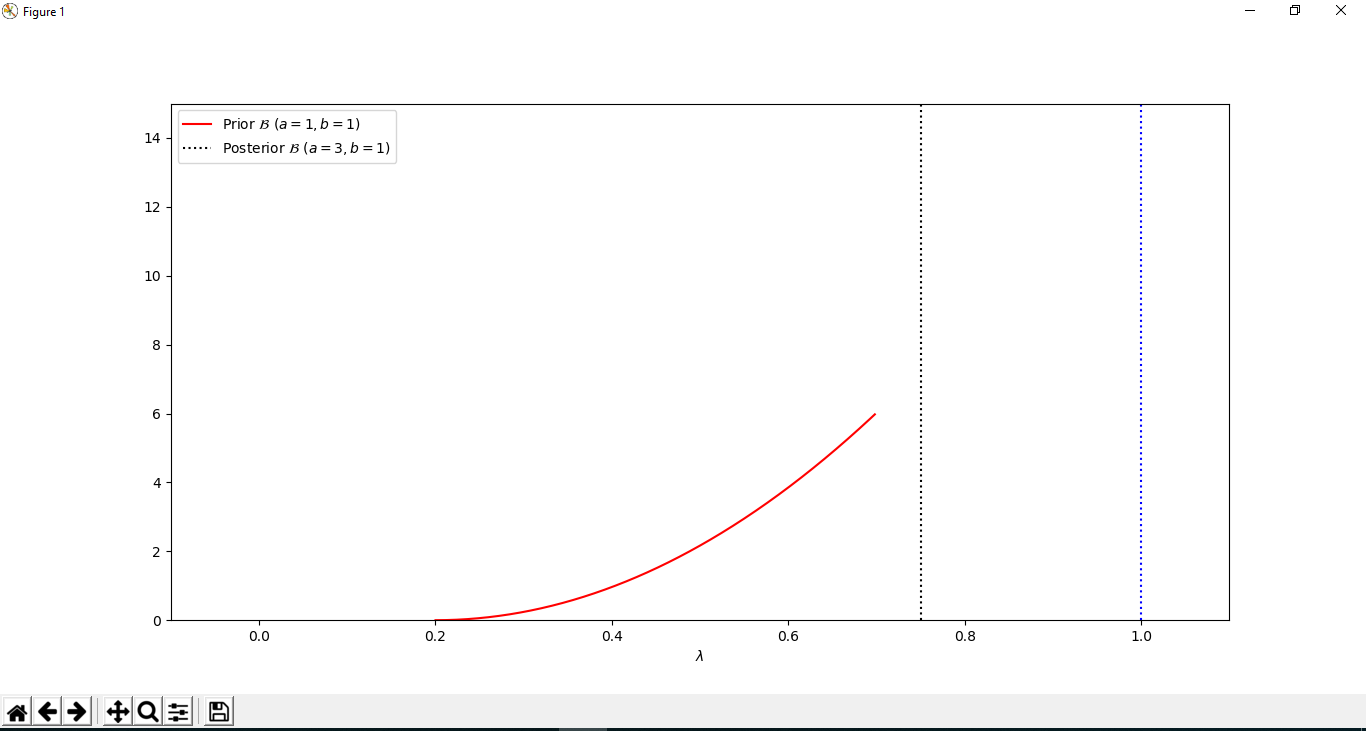 Figure 1
Prior ℬ (a = 1, b = 1)
Posterior ℬ (a = 3, b = 1)
14
12
10
8
6
4
2
0
0.0 0.2 0.4 0.6 0.8 1.0
λ